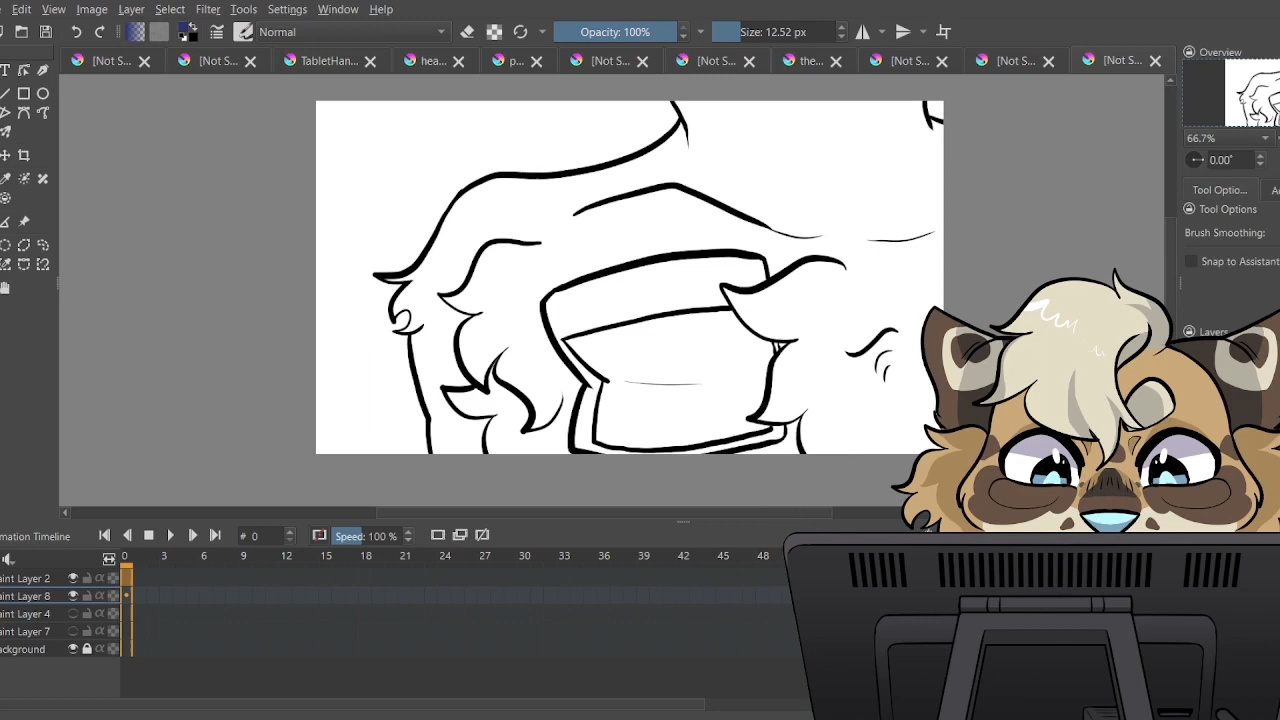 Edit View Image Layer Select Filter Tools Settings Window Help
Normal Opacity: 100% Size: 12.52 px
[Not S... [Not S... TabletHan... hea... p... [Not S... [Not S... the... [Not S... [Not S... [Not S...
Overview
66.7%
0.00°
Tool Optio...
Tool Options
Brush Smoothing:
Snap to Assistant
Layers
mation Timeline # 0 Speed: 100 %
0 3 6 9 12 15 18 21 24 27 30 33 36 39 42 45 48
aint Layer 2
aint Layer 8
aint Layer 4
aint Layer 7
ackground